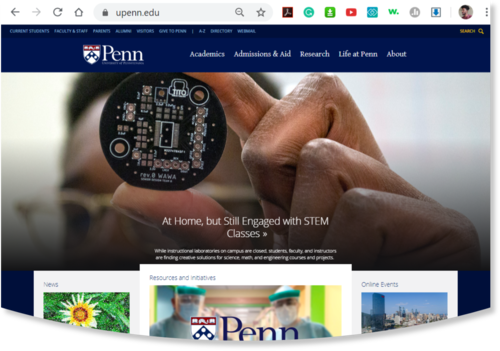 upenn.edu
CURRENT STUDENTS FACULTY & STAFF PARENTS ALUMNI VISITORS GIVE TO PENN | A-Z DIRECTORY WEBMAIL SEARCH
Penn
UNIVERSITY of PENNSYLVANIA
Academics Admissions & Aid Research Life at Penn About
TITO
rev.B WAWA
At Home, but Still Engaged with STEM
Classes »
While instructional laboratories on campus are closed, students, faculty, and instructors
are finding creative solutions for science, math, and engineering courses and projects.
News
Resources and Initiatives
Online Events
Penn